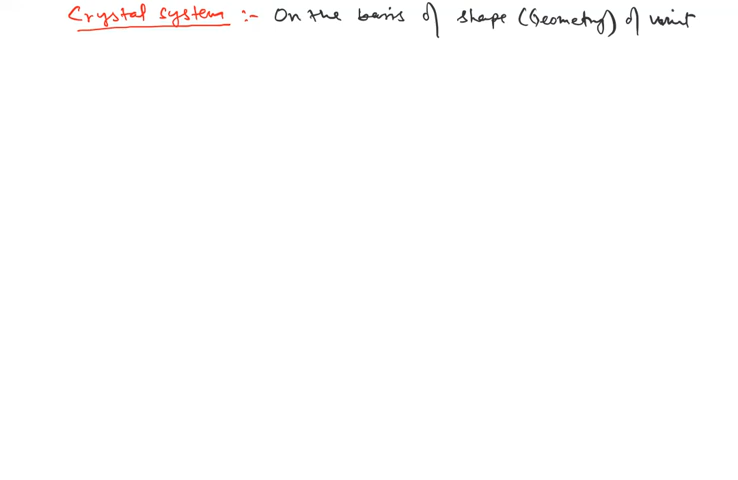 Crystal system :- On the basis of shape (Geometry) of unit